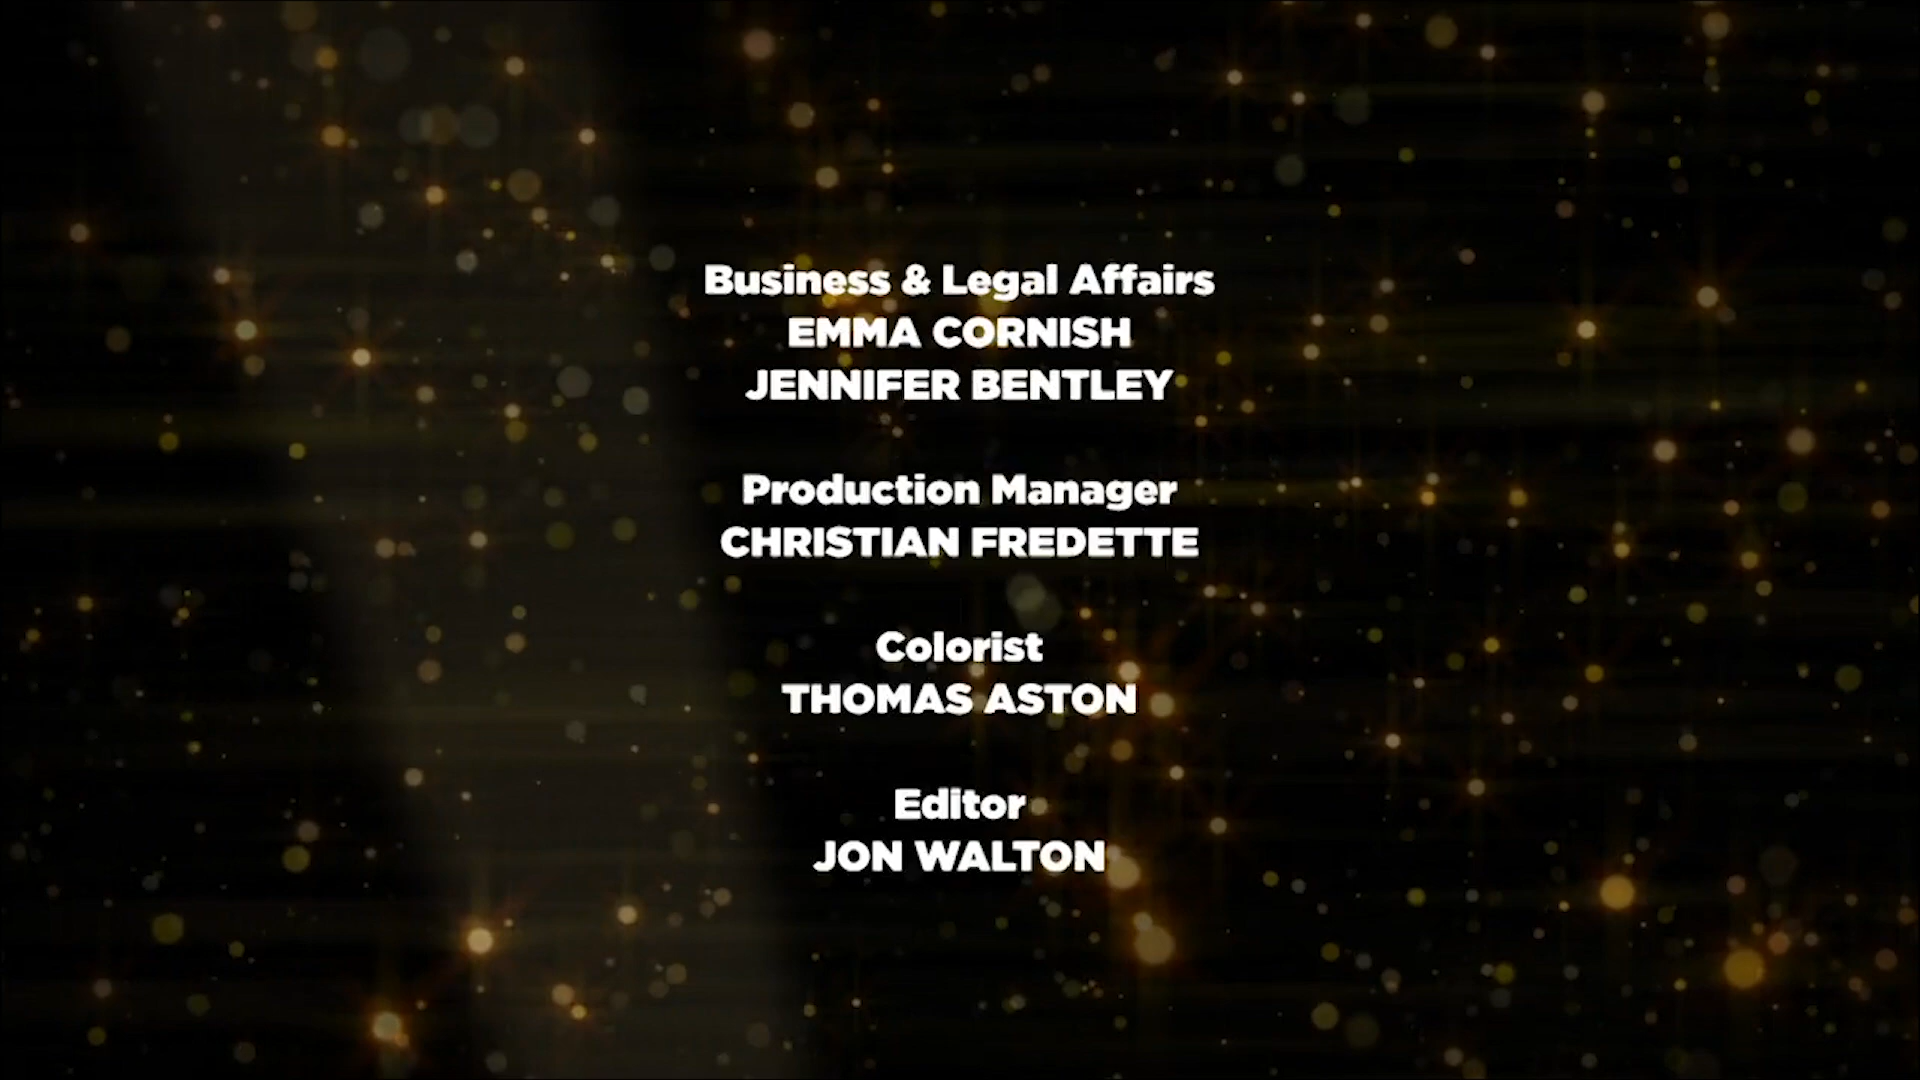 Business & Legal Affairs
EMMA CORNISH
JENNIFER BENTLEY
Production Manager
CHRISTIAN FREDETTE
Colorist
THOMAS ASTON
Editor
JON WALTON